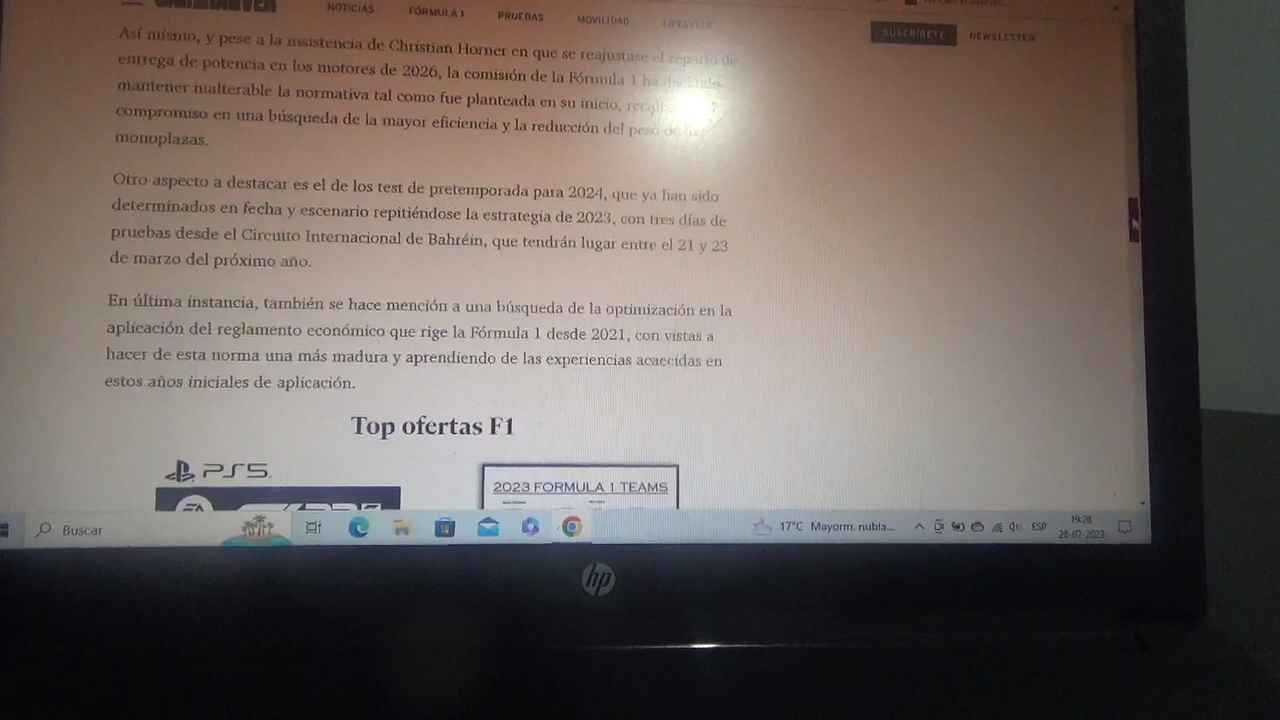 NOTICIAS FÓRMULA 1 PRUEBAS MOVILIDAD LIFESTYLE
SUSCRÍBETE NEWSLETTER
Así mismo, y pese a la insistencia de Christian Horner en que se reajustase el reparto de
entrega de potencia en los motores de 2026, la comisión de la Fórmula 1 ha
mantener inalterable la normativa tal como fue planteada en su inicio,
compromiso en una búsqueda de la mayor eficiencia y la reducción del peso de
monoplazas.
Otro aspecto a destacar es el de los test de pretemporada para 2024, que ya han sido
determinados en fecha y escenario repitiéndose la estrategia de 2023, con tres días de
pruebas desde el Circuito Internacional de Bahréin, que tendrán lugar entre el 21 y 23
de marzo del próximo año.
En última instancia, también se hace mención a una búsqueda de la optimización en la
aplicación del reglamento económico que rige la Fórmula 1 desde 2021, con vistas a
hacer de esta norma una más madura y aprendiendo de las experiencias acaecidas en
estos años iniciales de aplicación.
Top ofertas F1
PS5
2023 FORMULA 1 TEAMS
EA
Buscar
17°C Mayorm. nubla...
ESP
19:28
28-07-2023
hp